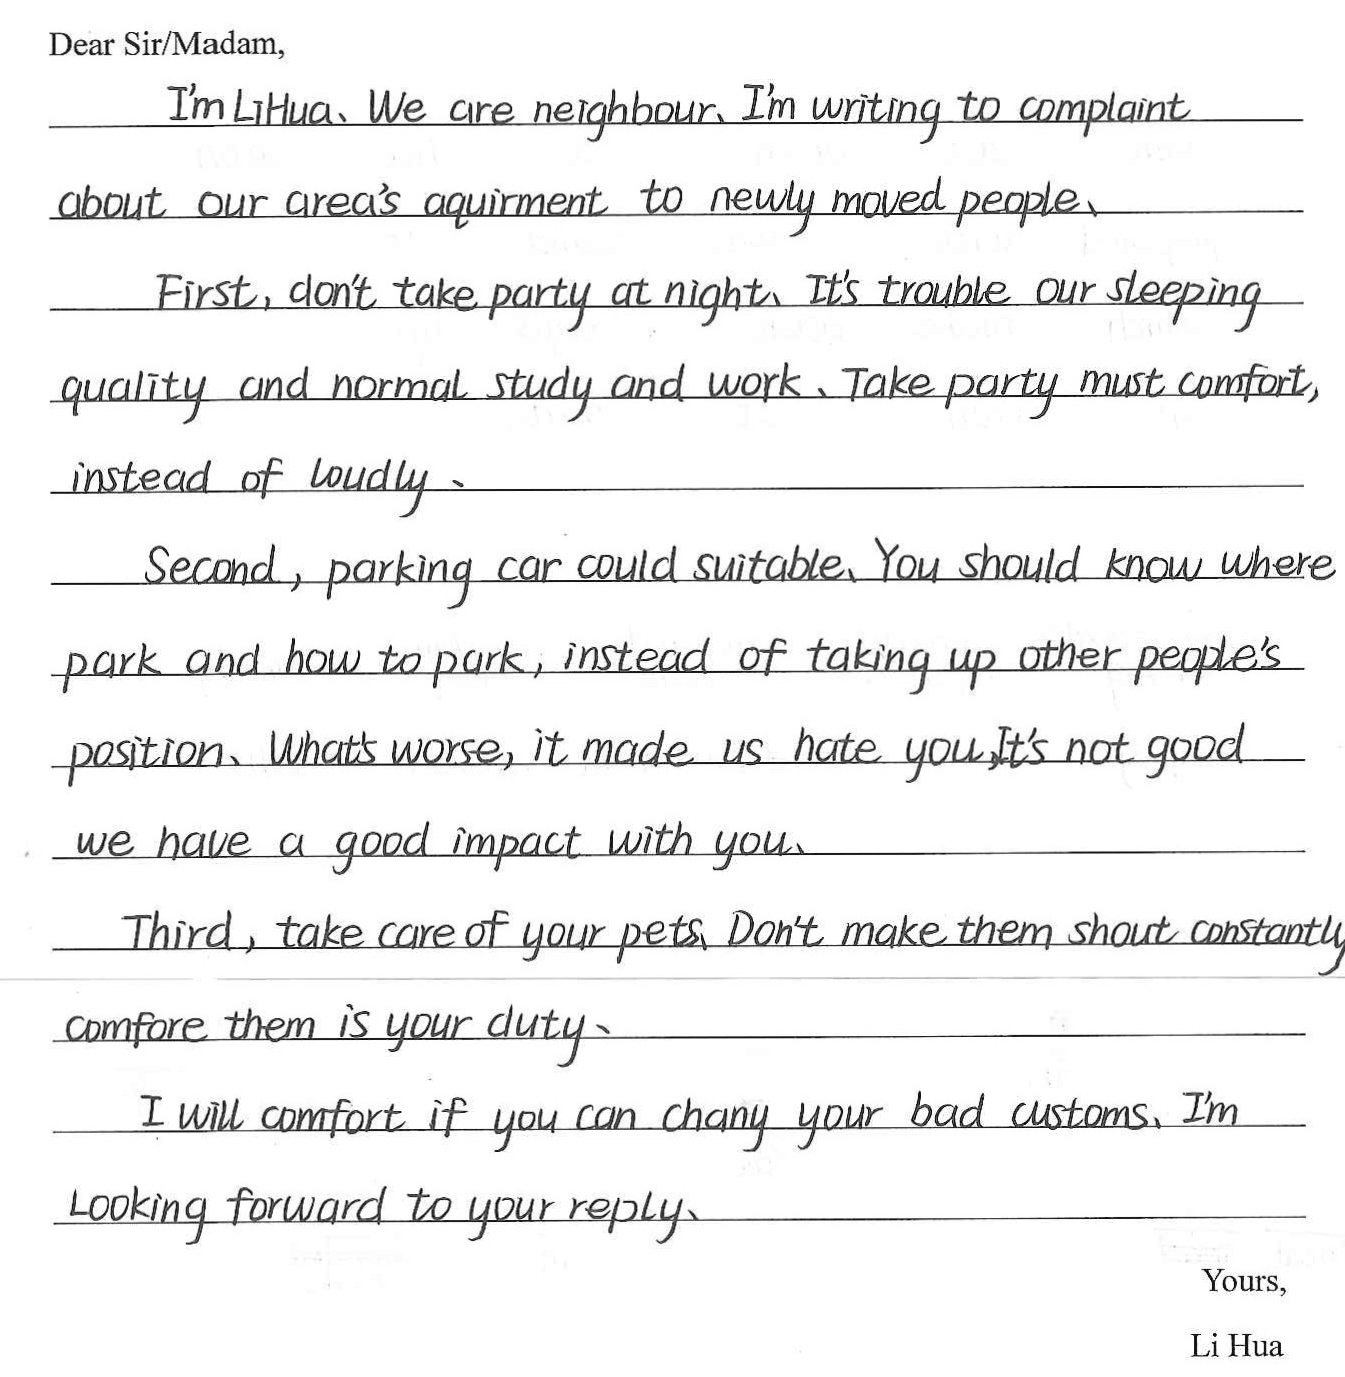 Dear Sir/Madam,
I'm LiHua. We are neighbour. I'm writing to complaint
about our area's aquirment to newly moved people.
First, don't take party at night. It's trouble our sleeping
quality and normal study and work. Take party must comfort,
instead of loudly.
Second, parking car could suitable. You should know where
park and how to park, instead of taking up other people's
position. What's worse, it made us hate you, It's not good
we have a good impact with you.
Third, take care of your pets. Don't make them shout constantly
comfore them is your duty.
I will comfort if you can chany your bad customs. I'm
Looking forward to your reply.
Yours,
Li Hua